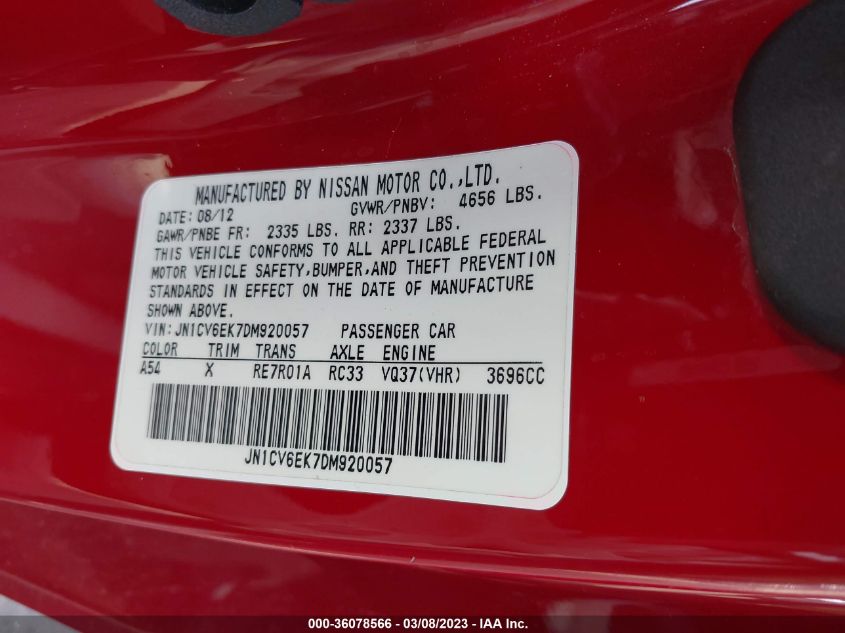 MANUFACTURED BY NISSAN MOTOR CO.,LTD.
DATE: 08/12 GVWR/PNBV: 4656 LBS.
GAWR/PNBE FR: 2335 LBS. RR: 2337 LBS.
THIS VEHICLE CONFORMS TO ALL APPLICABLE FEDERAL
MOTOR VEHICLE SAFETY,BUMPER,AND THEFT PREVENTION
STANDARDS IN EFFECT ON THE DATE OF MANUFACTURE
SHOWN ABOVE.
VIN:JN1CV6EK7DM920057 PASSENGER CAR
COLOR TRIM TRANS AXLE ENGINE
A54 X RE7R01A RC33 VQ37(VHR) 3696CC
JN1CV6EK7DM920057
000-36078566 — 03/08/2023 — IAA Inc.